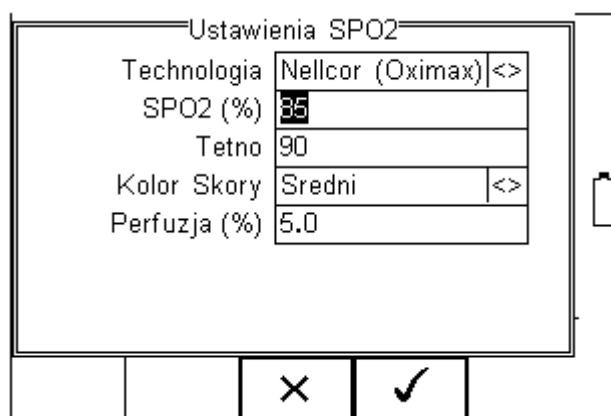 Ustawienia SPO2
Technologia Nellcor (Oximax) <>
SPO2 (%) 85
Tetno 90
Kolor Skory Sredni <>
Perfuzja (%) 5.0